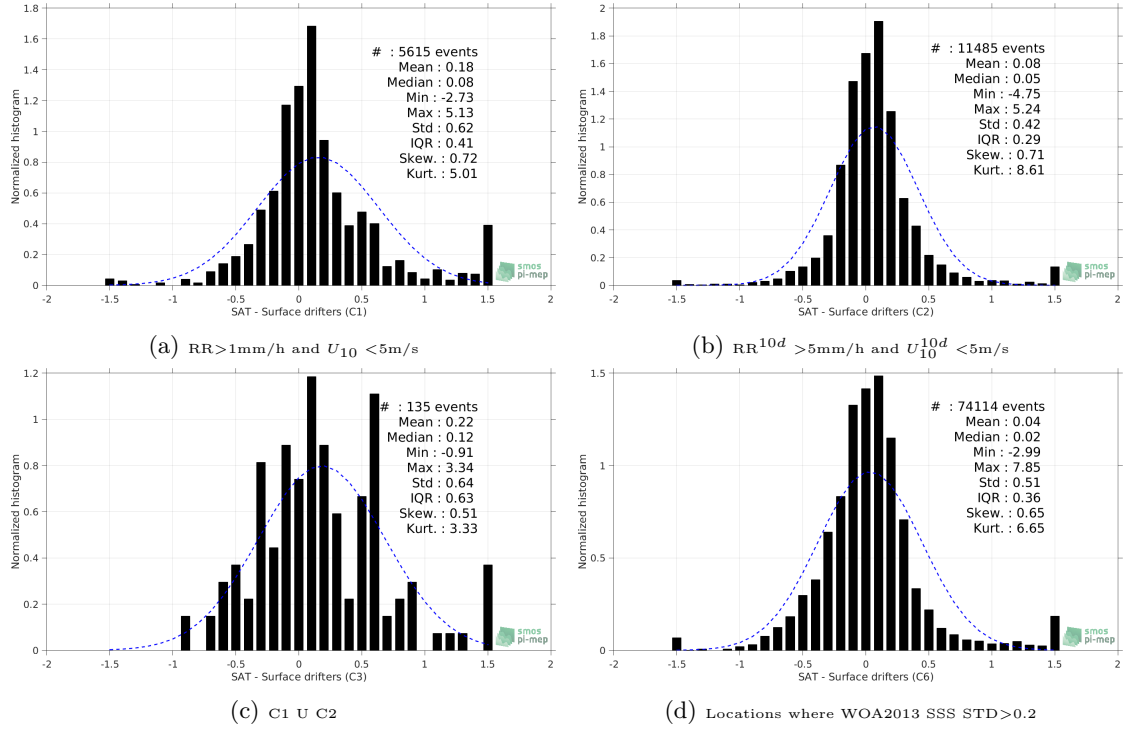 1.8
1.6
1.4
1.2
1
0.8
0.6
0.4
0.2
0
Normalized histogram
# : 5615 events
Mean : 0.18
Median : 0.08
Min : -2.73
Max : 5.13
Std : 0.62
IQR : 0.41
Skew. : 0.72
Kurt. : 5.01
smos
pi-mep
-2 -1.5 -1 -0.5 0 0.5 1 1.5 2
SAT - Surface drifters (C1)
(a) RR>1mm/h and U10 <5m/s
2
1.8
1.6
1.4
1.2
1
0.8
0.6
0.4
0.2
0
Normalized histogram
# : 11485 events
Mean : 0.08
Median : 0.05
Min : -4.75
Max : 5.24
Std : 0.42
IQR : 0.29
Skew. : 0.71
Kurt. : 8.61
smos
pi-mep
-2 -1.5 -1 -0.5 0 0.5 1 1.5 2
SAT - Surface drifters (C2)
(b) RR10d >5mm/h and U10d10 <5m/s
1.2
1
0.8
0.6
0.4
0.2
0
Normalized histogram
# : 135 events
Mean : 0.22
Median : 0.12
Min : -0.91
Max : 3.34
Std : 0.64
IQR : 0.63
Skew. : 0.51
Kurt. : 3.33
smos
pi-mep
-2 -1.5 -1 -0.5 0 0.5 1 1.5 2
SAT - Surface drifters (C3)
(c) C1 U C2
1.5
1
0.5
0
Normalized histogram
# : 74114 events
Mean : 0.04
Median : 0.02
Min : -2.99
Max : 7.85
Std : 0.51
IQR : 0.36
Skew. : 0.65
Kurt. : 6.65
smos
pi-mep
-2 -1.5 -1 -0.5 0 0.5 1 1.5 2
SAT - Surface drifters (C6)
(d) Locations where WOA2013 SSS STD>0.2